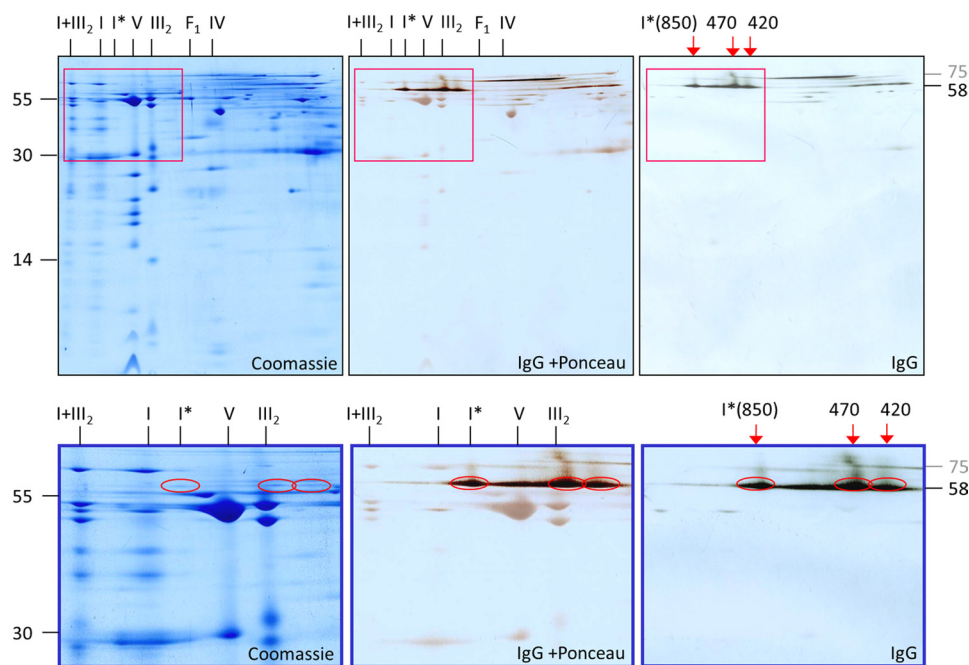 I+III₂ I I* V III₂ F₁ IV
I+III₂ I I* V III₂ F₁ IV
I*(850) 470 420
55
30
14
75
58
Coomassie
IgG +Ponceau
IgG
I+III₂ I I* V III₂
I+III₂ I I* V III₂
I*(850) 470 420
55
30
75
58
Coomassie
IgG +Ponceau
IgG